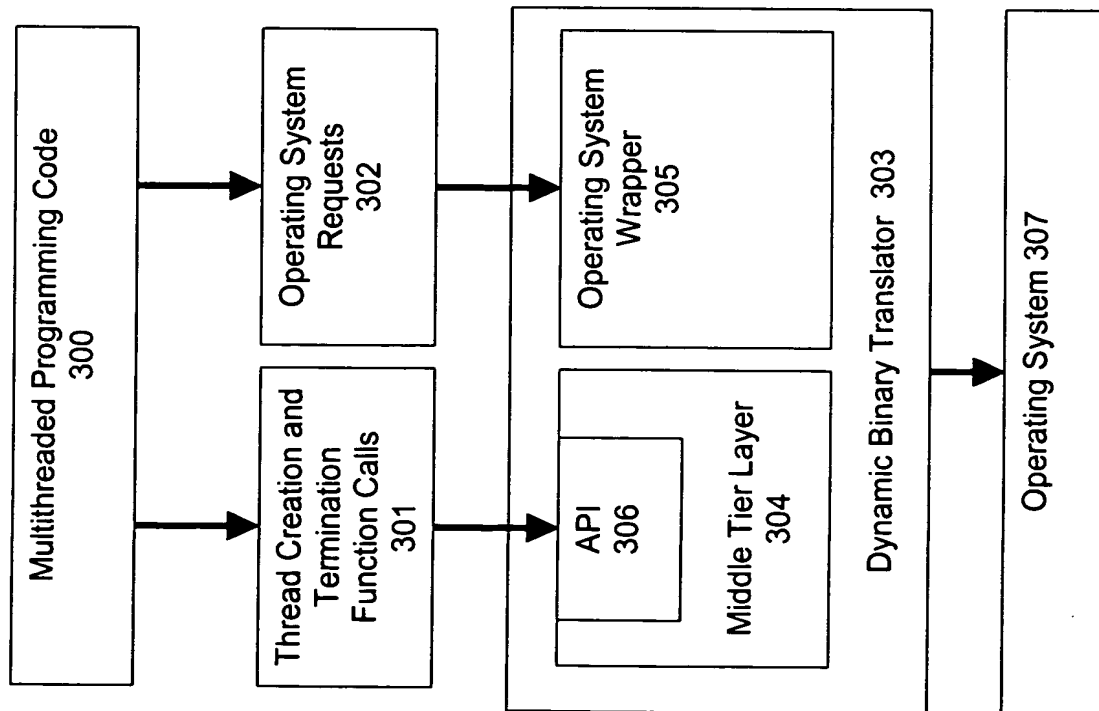 Multithreaded Programming Code
300
Thread Creation and
Termination
Function Calls
301
Operating System
Requests
302
API
306
Middle Tier Layer
304
Operating System
Wrapper
305
Dynamic Binary Translator 303
Operating System 307